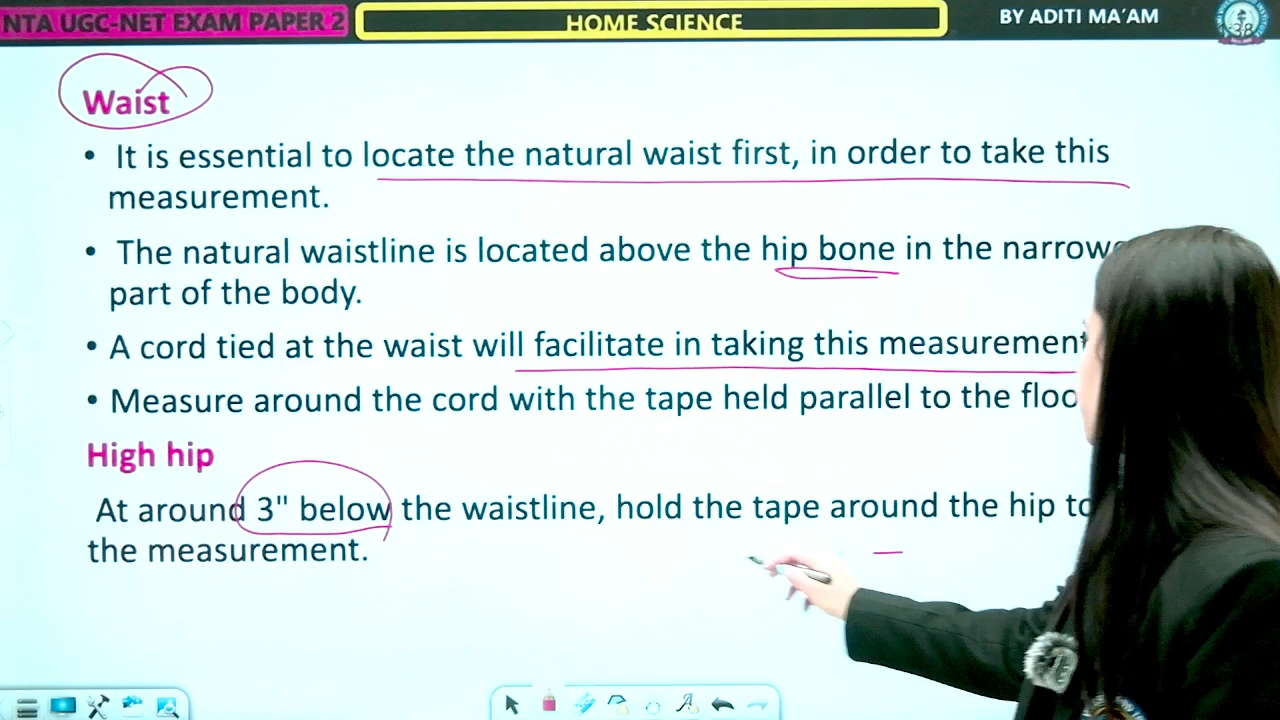 NTA UGC-NET EXAM PAPER 2
HOME SCIENCE
BY ADITI MA'AM
38
Waist
• It is essential to locate the natural waist first, in order to take this
measurement.
• The natural waistline is located above the hip bone in the
part of the body.
• A cord tied at the waist will facilitate in taking this measurement
• Measure around the cord with the tape held parallel to the
High hip
At around 3" below the waistline, hold the tape around the hip to
the measurement.